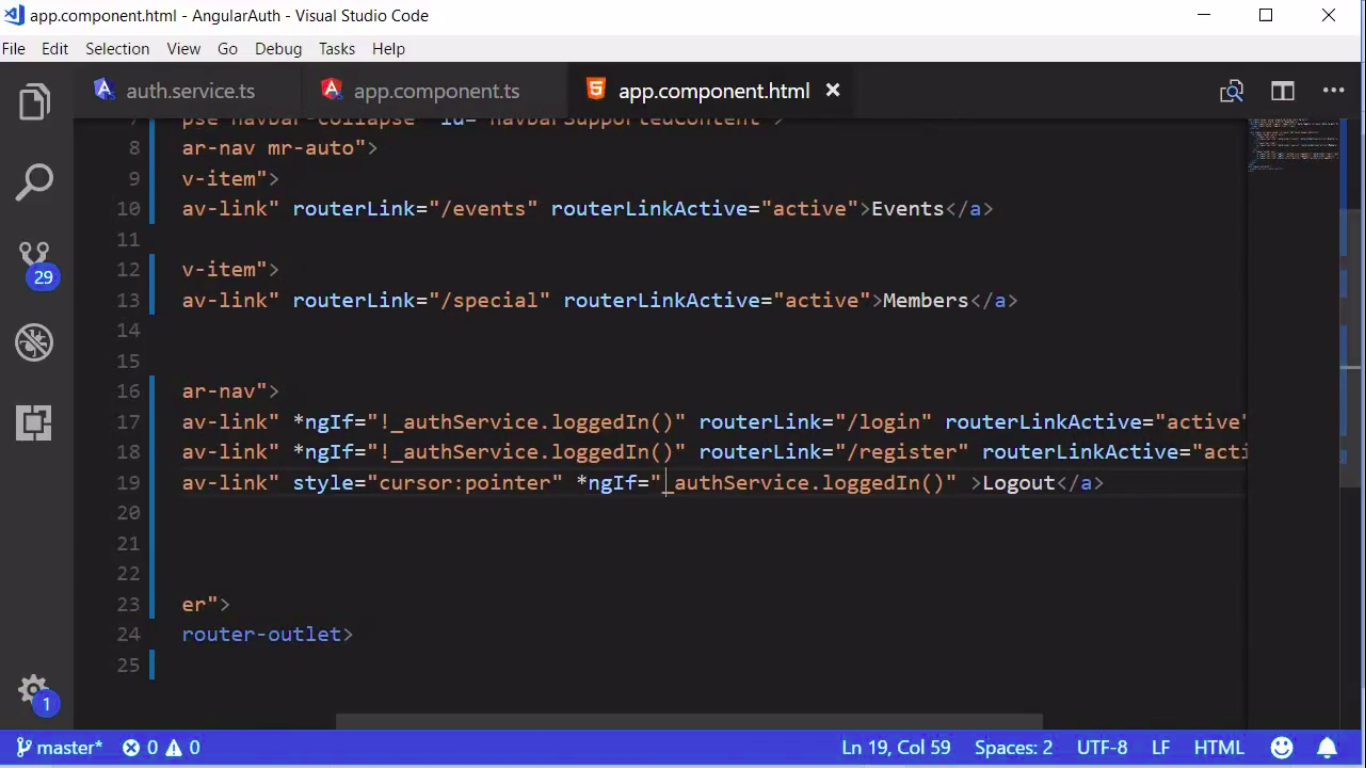 app.component.html - AngularAuth - Visual Studio Code
File Edit Selection View Go Debug Tasks Help
auth.service.ts app.component.ts app.component.html
7 pse navbar-collapse" id="navbarSupportedContent">
8 ar-nav mr-auto">
9 v-item">
10 av-link" routerLink="/events" routerLinkActive="active">Events</a>
11
12 v-item">
13 av-link" routerLink="/special" routerLinkActive="active">Members</a>
14
15
16 ar-nav">
17 av-link" *ngIf="!_authService.loggedIn()" routerLink="/login" routerLinkActive="active"
18 av-link" *ngIf="!_authService.loggedIn()" routerLink="/register" routerLinkActive="acti
19 av-link" style="cursor:pointer" *ngIf="_authService.loggedIn()" >Logout</a>
20
21
22
23 er">
24 router-outlet>
25
29
1
master* 0 0 Ln 19, Col 59 Spaces: 2 UTF-8 LF HTML